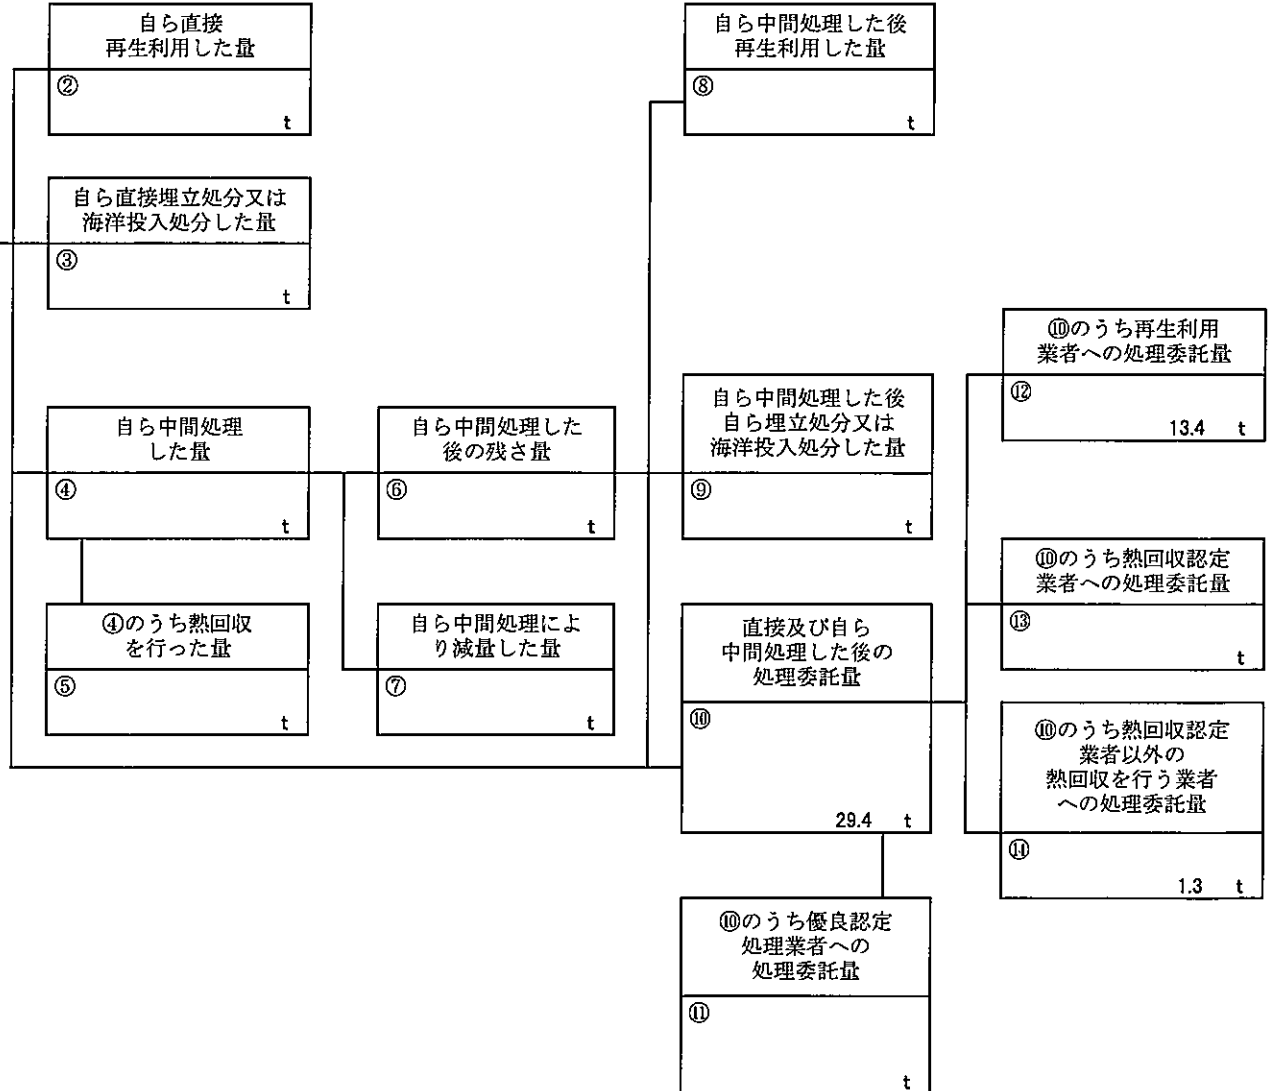 自ら直接
再生利用した量
②
t
自ら中間処理した後
再生利用した量
⑧
t
自ら直接埋立処分又は
海洋投入処分した量
③
t
⑩のうち再生利用
業者への処理委託量
⑫
13.4 t
自ら中間処理
した量
④
t
自ら中間処理した
後の残さ量
⑥
t
自ら中間処理した後
自ら埋立処分又は
海洋投入処分した量
⑨
t
⑩のうち熱回収認定
業者への処理委託量
⑬
t
④のうち熱回収
を行った量
⑤
t
自ら中間処理によ
り減量した量
⑦
t
直接及び自ら
中間処理した後の
処理委託量
⑩
29.4 t
⑩のうち熱回収認定
業者以外の
熱回収を行う業者
への処理委託量
⑭
1.3 t
⑩のうち優良認定
処理業者への
処理委託量
⑪
t